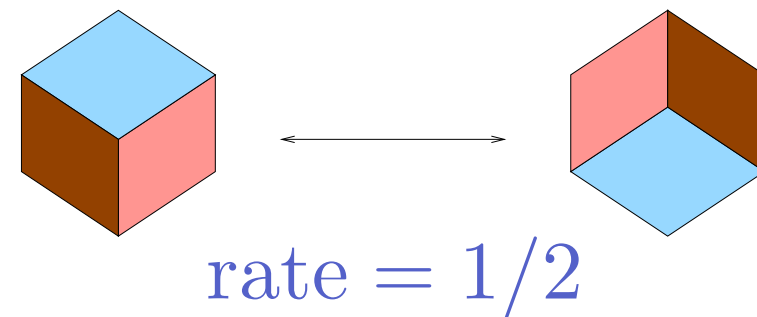 rate = 1/2